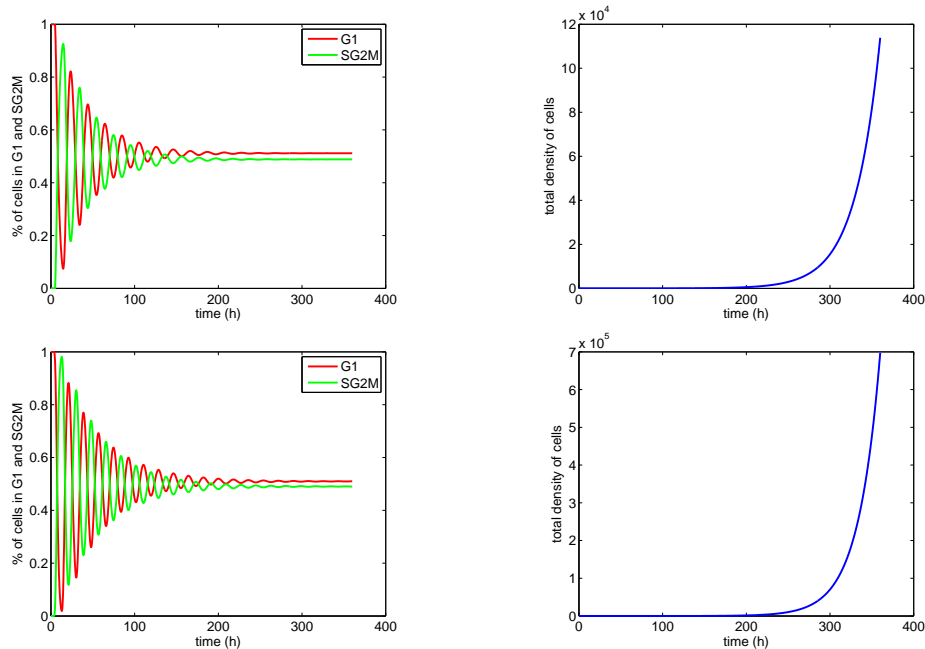 % of cells in G1 and SG2M
1
0.8
0.6
0.4
0.2
0
G1
SG2M
0 100 200 300 400
time (h)
total density of cells
12 x 10^4
10
8
6
4
2
0
0 100 200 300 400
time (h)
% of cells in G1 and SG2M
1
0.8
0.6
0.4
0.2
0
G1
SG2M
0 100 200 300 400
time (h)
total density of cells
7 x 10^5
6
5
4
3
2
1
0
0 100 200 300 400
time (h)